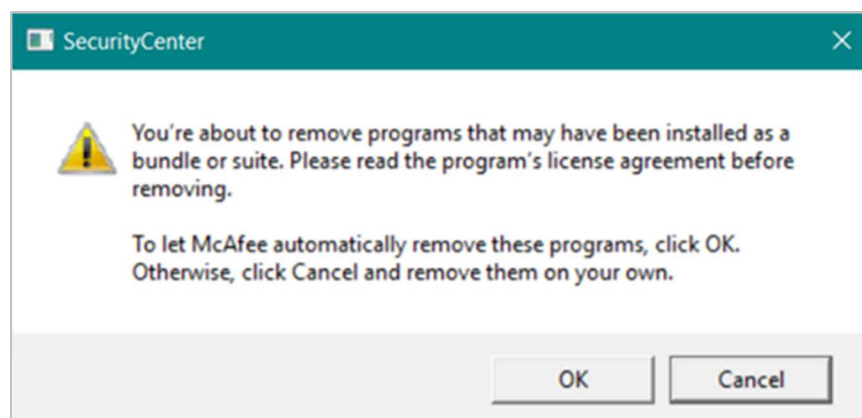 SecurityCenter
You're about to remove programs that may have been installed as a
bundle or suite. Please read the program's license agreement before
removing.
To let McAfee automatically remove these programs, click OK.
Otherwise, click Cancel and remove them on your own.
OK
Cancel